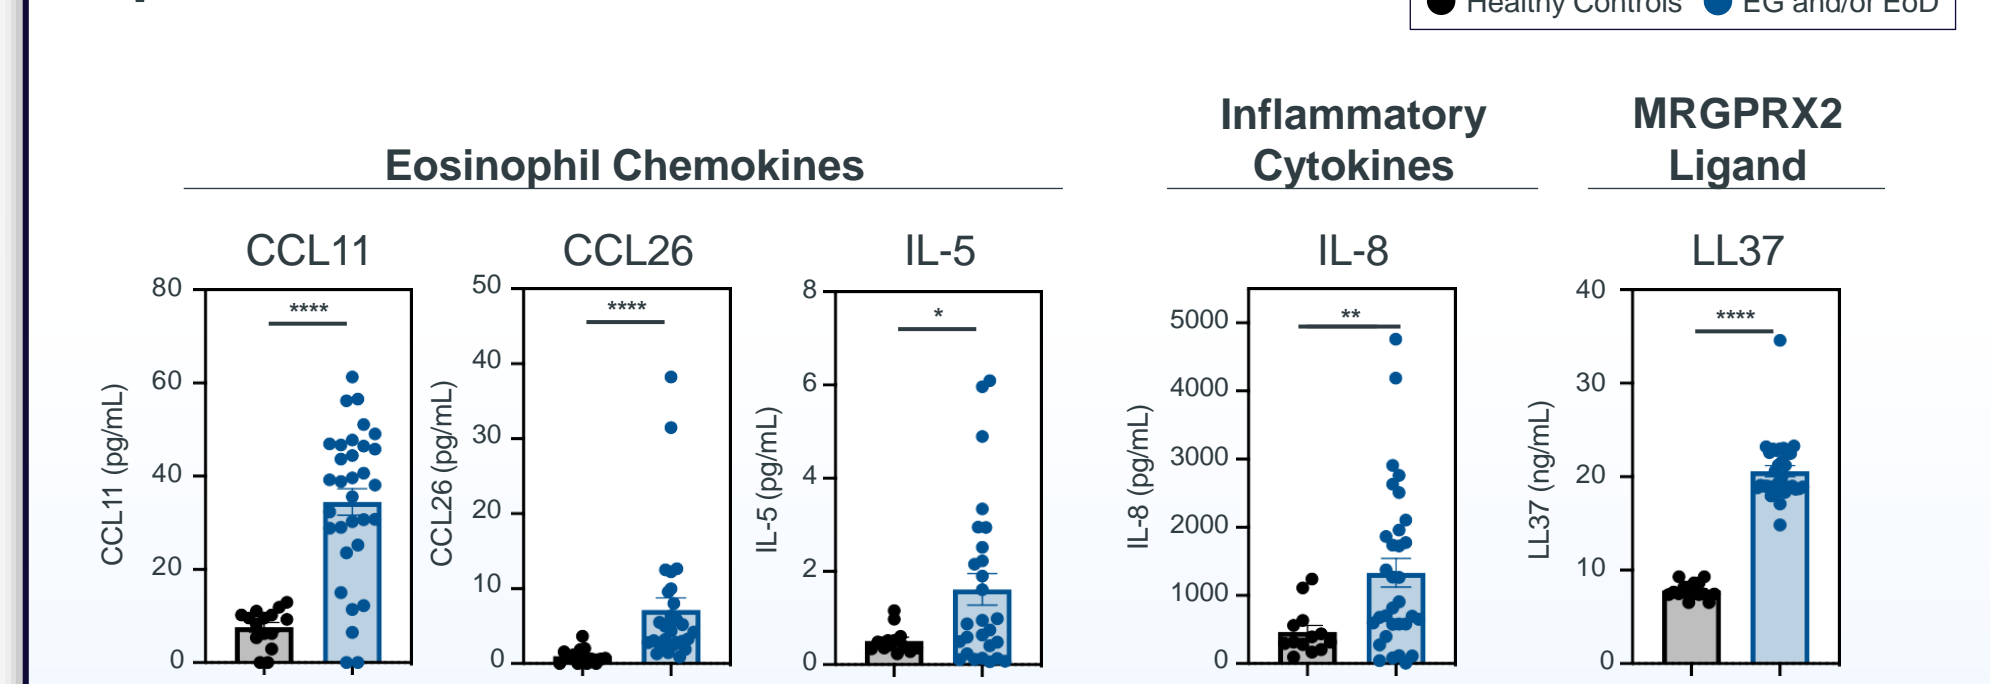 Healthy Controls EG and/or EoD
Inflammatory
Cytokines
MRGPRX2
Ligand
Eosinophil Chemokines
CCL11
CCL26
IL-5
IL-8
LL37
CCL11 (pg/mL)
80
60
40
20
0
****
CCL26 (pg/mL)
50
40
30
20
10
0
****
IL-5 (pg/mL)
8
6
4
2
0
*
IL-8 (pg/mL)
5000
4000
3000
2000
1000
0
**
LL37 (ng/mL)
40
30
20
10
0
****